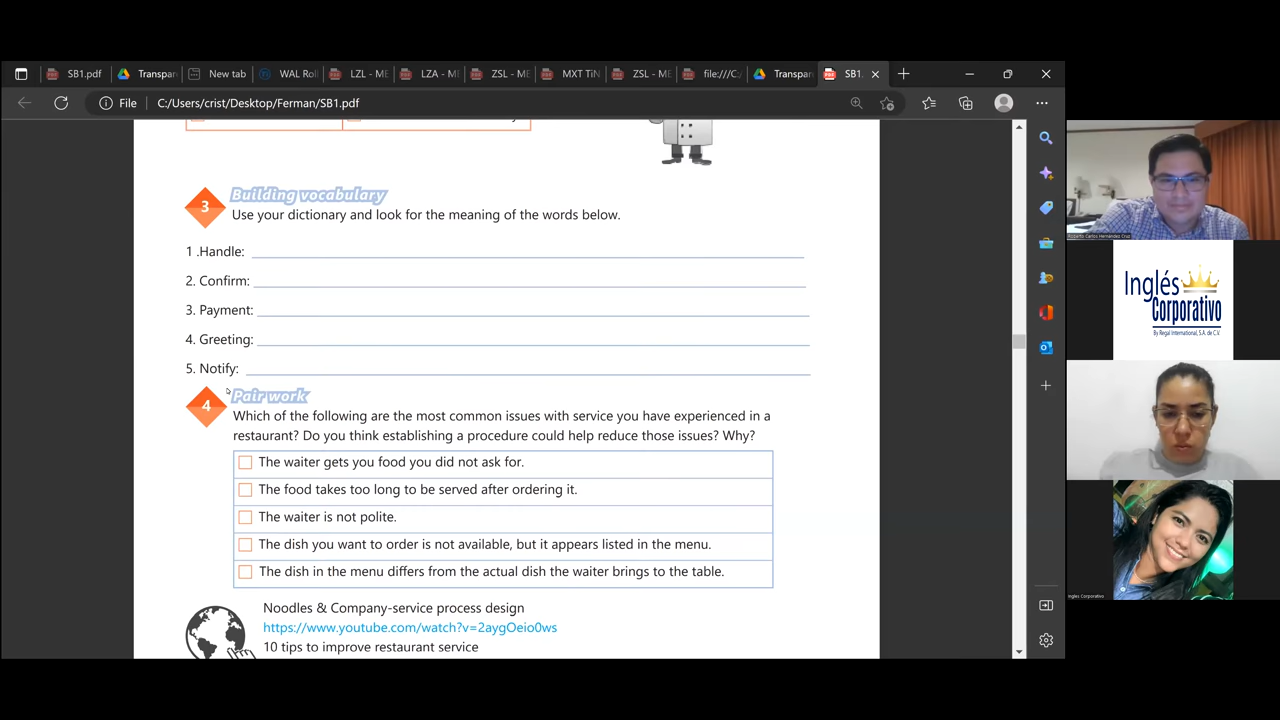 SB1.pdf
Transpar
New tab
WAL Roll
LZL - ME
LZA - M
ZSL - ME
MXT TiN
ZSL - ME
file:///C:/
Transpar
SB1.
File
C:/Users/crist/Desktop/Ferman/SB1.pdf
3
Building vocabulary
Use your dictionary and look for the meaning of the words below.
1 .Handle:
2. Confirm:
3. Payment:
4. Greeting:
5. Notify:
4
Pair work
Which of the following are the most common issues with service you have experienced in a
restaurant? Do you think establishing a procedure could help reduce those issues? Why?
The waiter gets you food you did not ask for.
The food takes too long to be served after ordering it.
The waiter is not polite.
The dish you want to order is not available, but it appears listed in the menu.
The dish in the menu differs from the actual dish the waiter brings to the table.
Noodles & Company-service process design
https://www.youtube.com/watch?v=2aygOeio0ws
10 tips to improve restaurant service
Roberto Carlos Hernández Cruz
Inglés
Corporativo
By Regal International, S.A. de C.V.
Inglés Corporativo